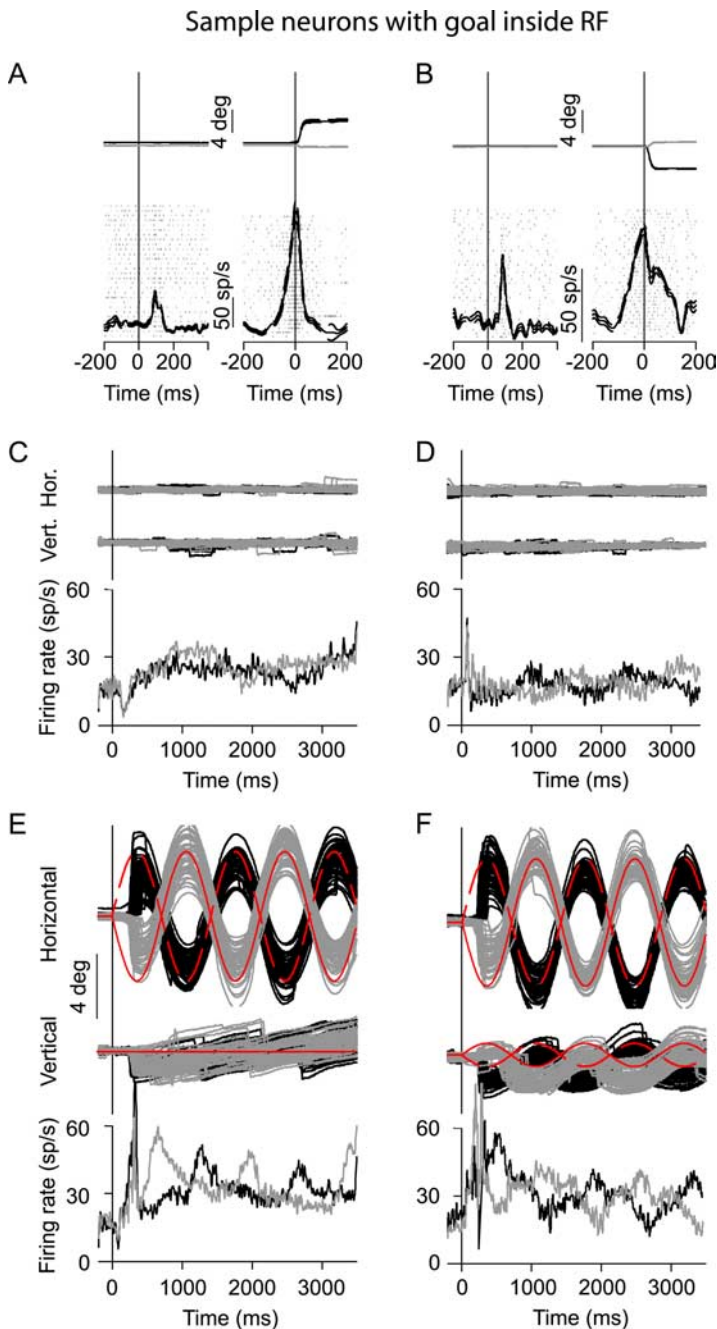 Sample neurons with goal inside RF
A
B
4 deg
4 deg
50 sp/s
50 sp/s
-200 0 200
-200 0 200
-200 0 200
-200 0 200
Time (ms)
Time (ms)
Time (ms)
Time (ms)
C
D
Hor.
Vert.
Firing rate (sp/s)
60
30
0
60
30
0
0 1000 2000 3000
0 1000 2000 3000
Time (ms)
Time (ms)
E
F
Horizontal
4 deg
Vertical
Firing rate (sp/s)
60
30
0
60
30
0
0 1000 2000 3000
0 1000 2000 3000
Time (ms)
Time (ms)